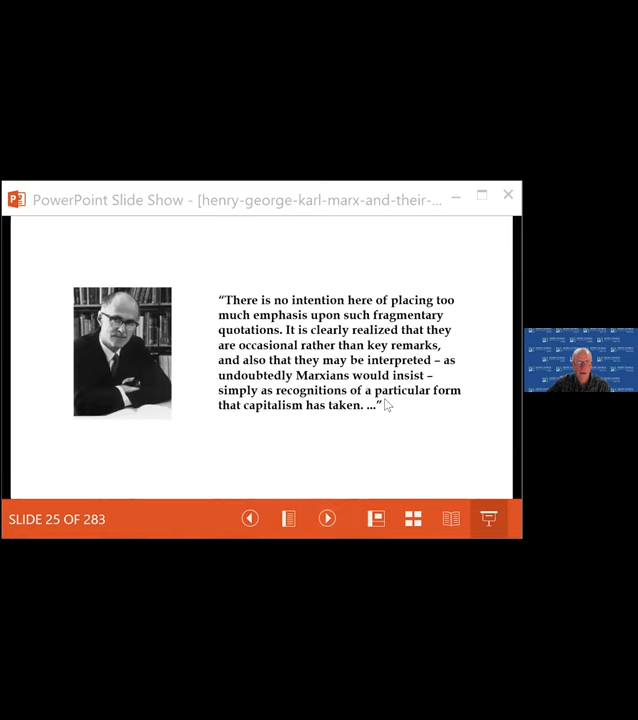 PowerPoint Slide Show - [henry-george-karl-marx-and-their-...
“There is no intention here of placing too
much emphasis upon such fragmentary
quotations. It is clearly realized that they
are occasional rather than key remarks,
and also that they may be interpreted – as
undoubtedly Marxians would insist –
simply as recognitions of a particular form
that capitalism has taken. ...”
SLIDE 25 OF 283